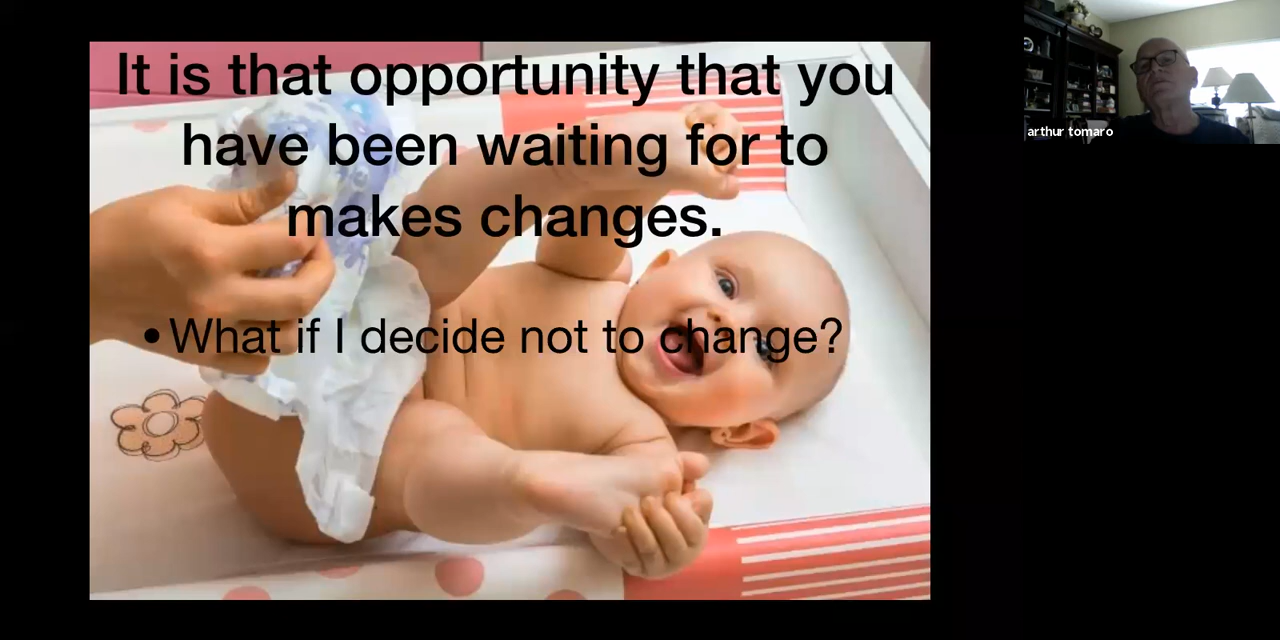 It is that opportunity that you
have been waiting for to
makes changes.
• What if I decide not to change?
arthur tomaro